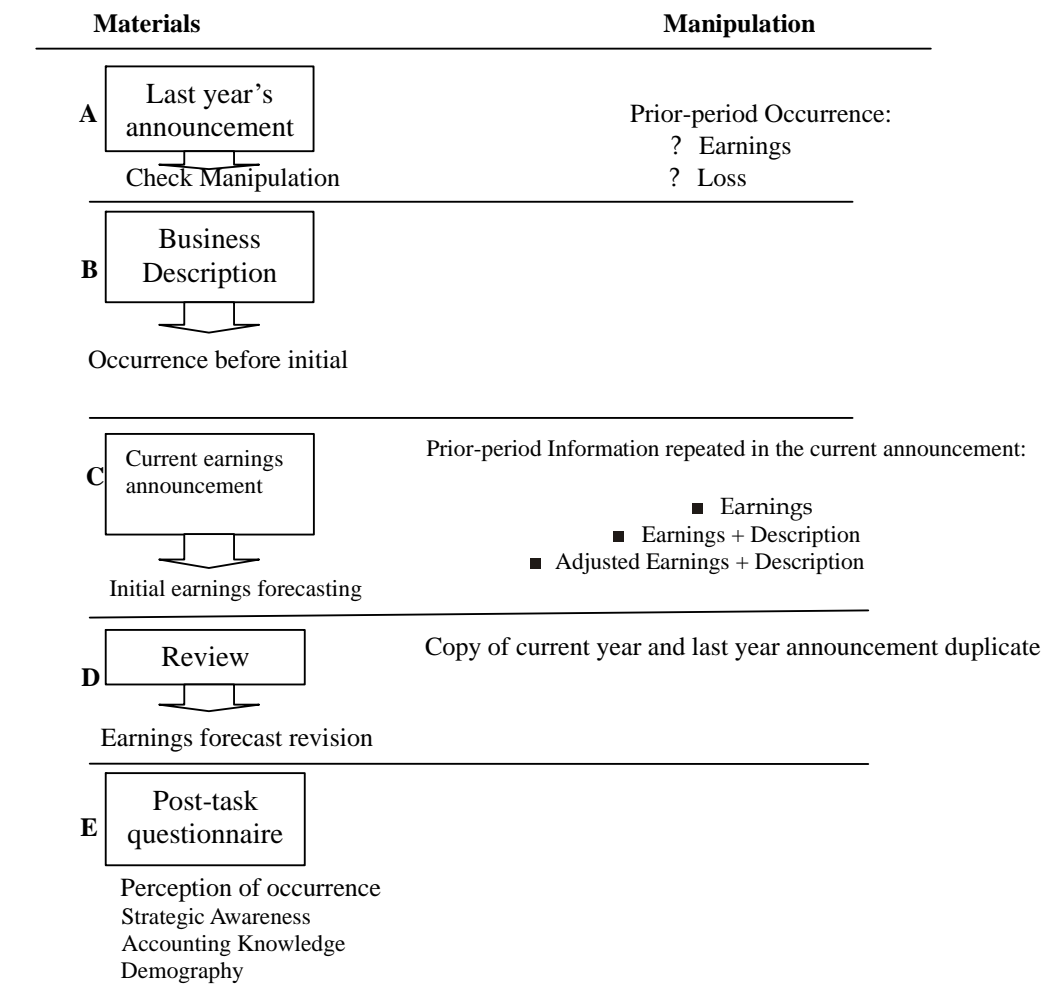 Materials Manipulation
A
Last year’s
announcement
Check Manipulation
Prior-period Occurrence:
? Earnings
? Loss
B
Business
Description
Occurrence before initial
C
Current earnings
announcement
Initial earnings forecasting
Prior-period Information repeated in the current announcement:
■ Earnings
■ Earnings + Description
■ Adjusted Earnings + Description
D
Review
Earnings forecast revision
Copy of current year and last year announcement duplicate
E
Post-task
questionnaire
Perception of occurrence
Strategic Awareness
Accounting Knowledge
Demography